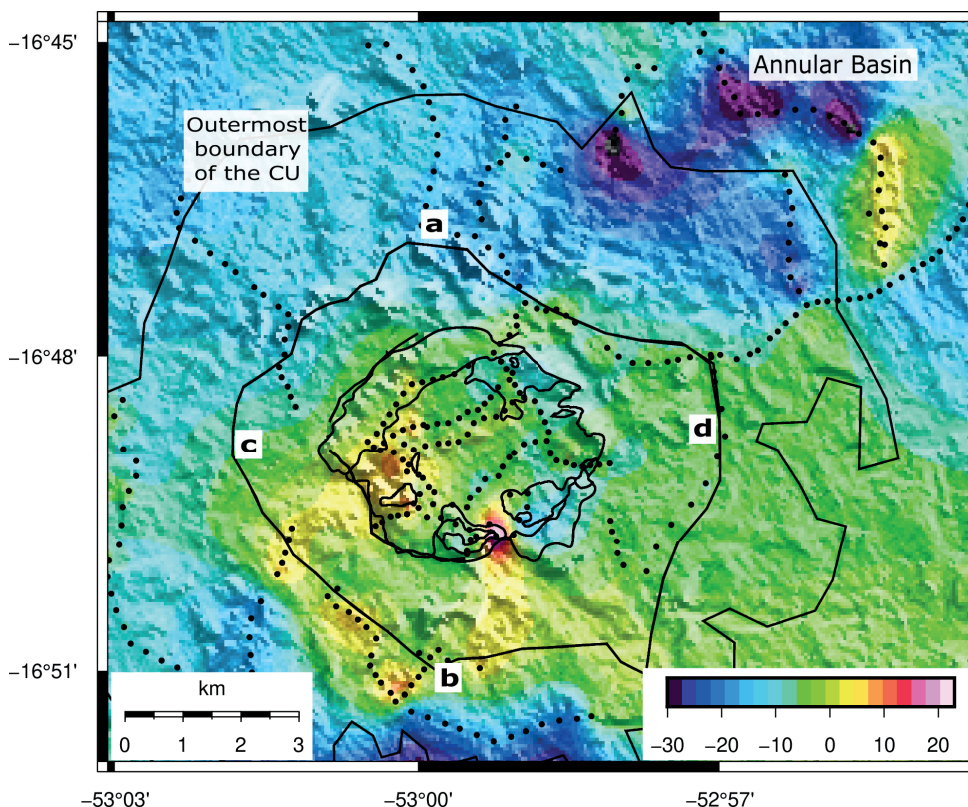 −16°45'
Annular Basin
Outermost
boundary
of the CU
a
−16°48'
c
d
−16°51'
b
km
0 1 2 3
−30 −20 −10 0 10 20
−53°03' −53°00' −52°57'